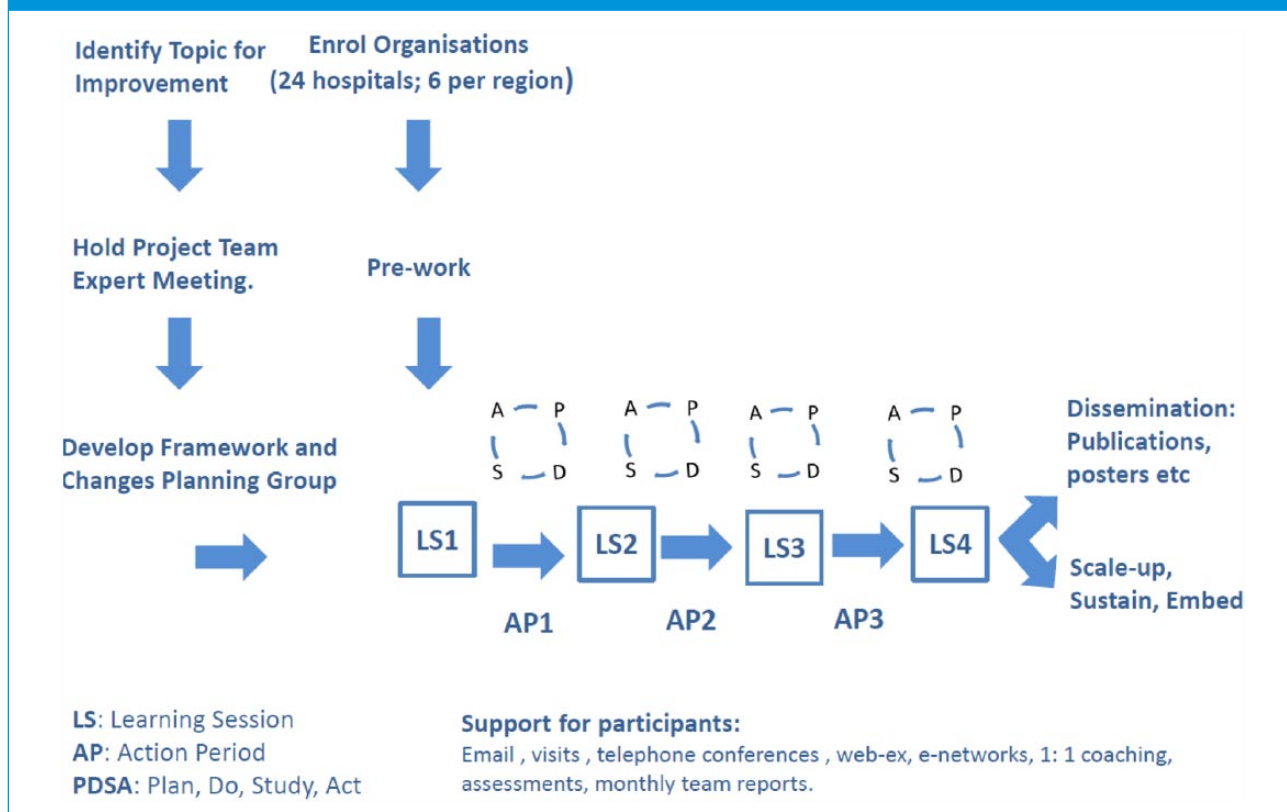 Identify Topic for
Improvement
Enrol Organisations
(24 hospitals; 6 per region)
Hold Project Team
Expert Meeting.
Pre-work
Develop Framework and
Changes Planning Group
A P
S D
A P
S D
A P
S D
A P
S D
LS1
LS2
LS3
LS4
AP1
AP2
AP3
Dissemination:
Publications,
posters etc
Scale-up,
Sustain, Embed
LS: Learning Session
AP: Action Period
PDSA: Plan, Do, Study, Act
Support for participants:
Email , visits , telephone conferences , web-ex, e-networks, 1: 1 coaching,
assessments, monthly team reports.